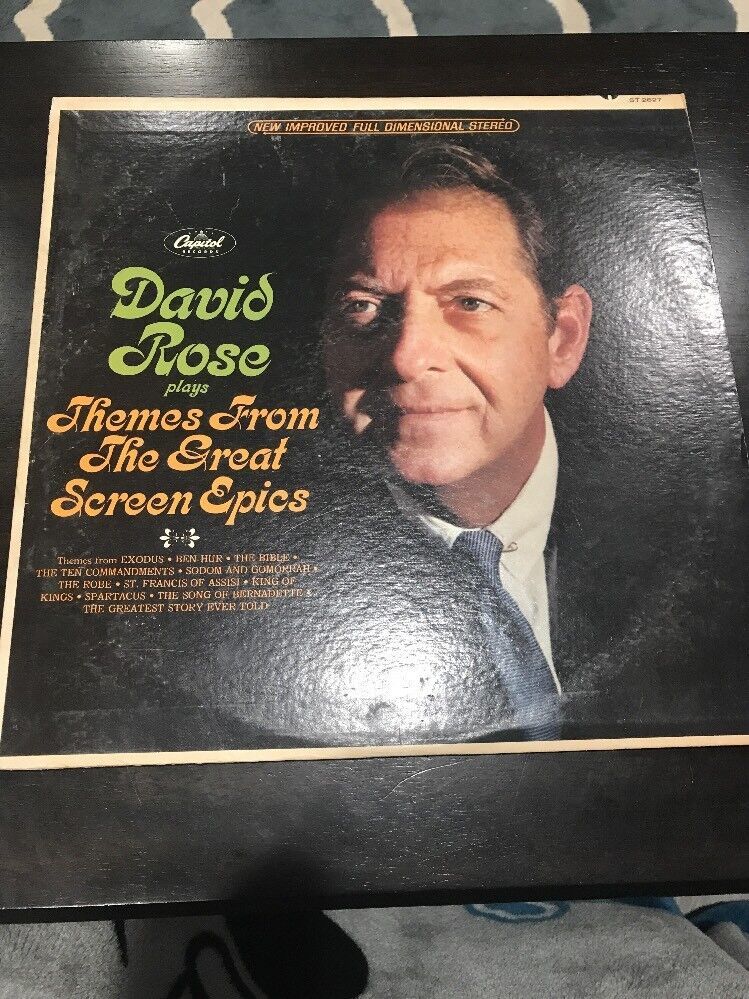 ST 2627
NEW IMPROVED FULL DIMENSIONAL STEREO
Capitol
RECORDS
David
Rose
plays
Themes From
The Great
Screen Epics
Themes from EXODUS • BEN HUR • THE BIBLE •
THE TEN COMMANDMENTS • SODOM AND GOMORRAH •
THE ROBE • ST. FRANCIS OF ASSISI • KING OF
KINGS • SPARTACUS • THE SONG OF BERNADETTE •
THE GREATEST STORY EVER TOLD